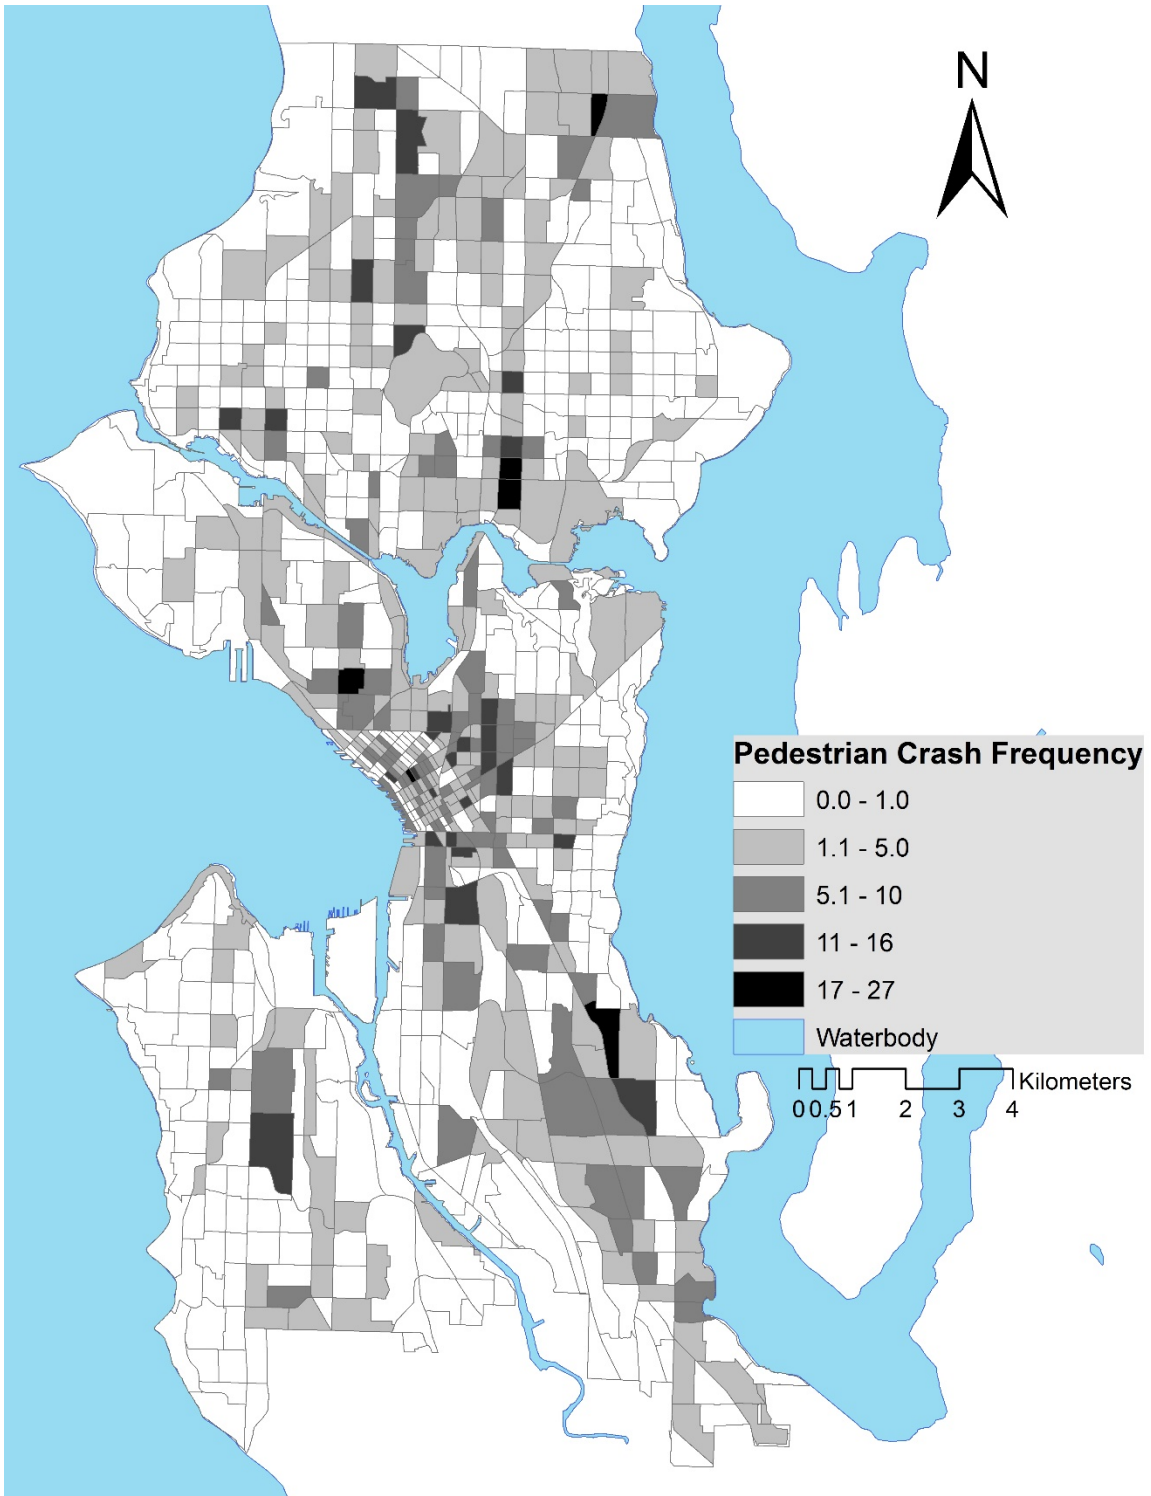 N
Pedestrian Crash Frequency
0.0 - 1.0
1.1 - 5.0
5.1 - 10
11 - 16
17 - 27
Waterbody
Kilometers
0 0.5 1 2 3 4